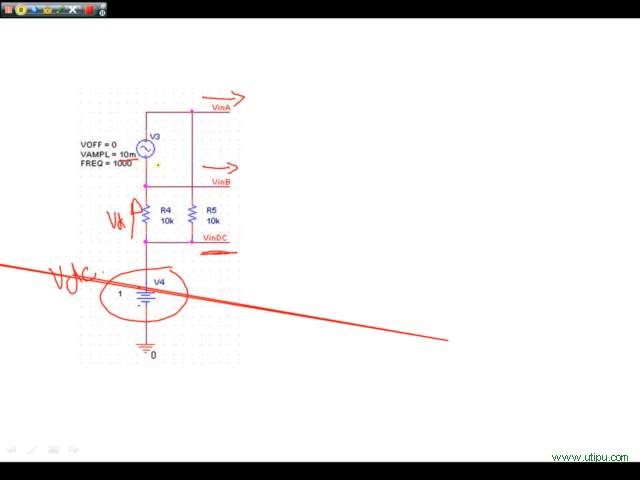 VinA
V3
VOFF = 0
VAMPL = 10m
FREQ = 1000
VinB
R4
10k
R5
10k
VinDC
Vdc
V4
1
0
www.utipu.com